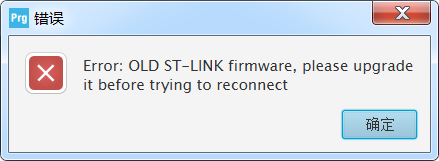 Prg 错误
Error: OLD ST-LINK firmware, please upgrade
it before trying to reconnect
确定